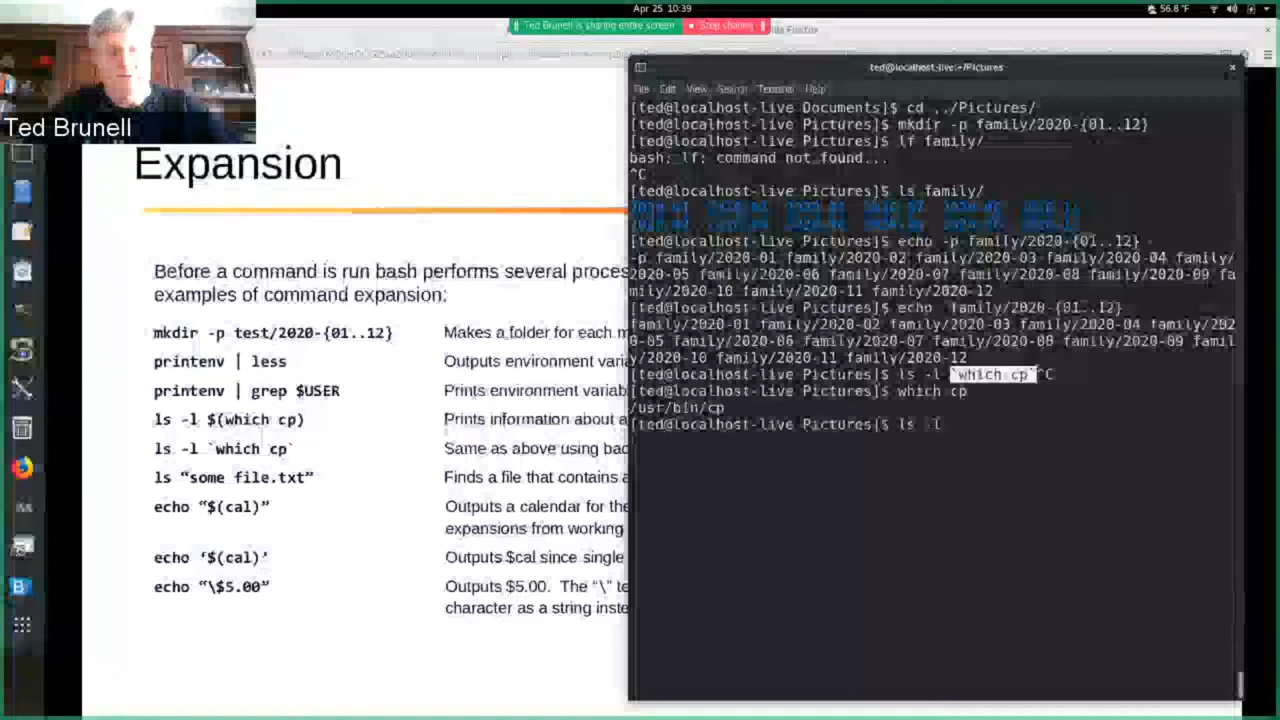 Apr 25 10:39
56.8 °F
Ted Brunell is sharing entire screen
Stop sharing
Firefox
Ted Brunell
Expansion
Before a command is run bash performs several proces
examples of command expansion:
mkdir -p test/2020-{01..12} Makes a folder for each m
printenv | less Outputs environment varia
printenv | grep $USER Prints environment variab
ls -l $(which cp) Prints information about a
ls -l `which cp` Same as above using bac
ls “some file.txt” Finds a file that contains a
echo “$(cal)” Outputs a calendar for the
expansions from working
echo ‘$(cal)’ Outputs $cal since single
echo “\$5.00” Outputs $5.00. The “\” te
character as a string inste
ted@localhost-live:~/Pictures
File Edit View Search Terminal Help
[ted@localhost-live Documents]$ cd ../Pictures/
[ted@localhost-live Pictures]$ mkdir -p family/2020-{01..12}
[ted@localhost-live Pictures]$ lf family/
bash: lf: command not found...
^C
[ted@localhost-live Pictures]$ ls family/
[ted@localhost-live Pictures]$ echo -p family/2020-{01..12}
-p family/2020-01 family/2020-02 family/2020-03 family/2020-04 family/
2020-05 family/2020-06 family/2020-07 family/2020-08 family/2020-09 fa
mily/2020-10 family/2020-11 family/2020-12
[ted@localhost-live Pictures]$ echo family/2020-{01..12}
family/2020-01 family/2020-02 family/2020-03 family/2020-04 family/202
0-05 family/2020-06 family/2020-07 family/2020-08 family/2020-09 famil
y/2020-10 family/2020-11 family/2020-12
[ted@localhost-live Pictures]$ ls -l `which cp`^C
[ted@localhost-live Pictures]$ which cp
/usr/bin/cp
[ted@localhost-live Pictures]$ ls -l